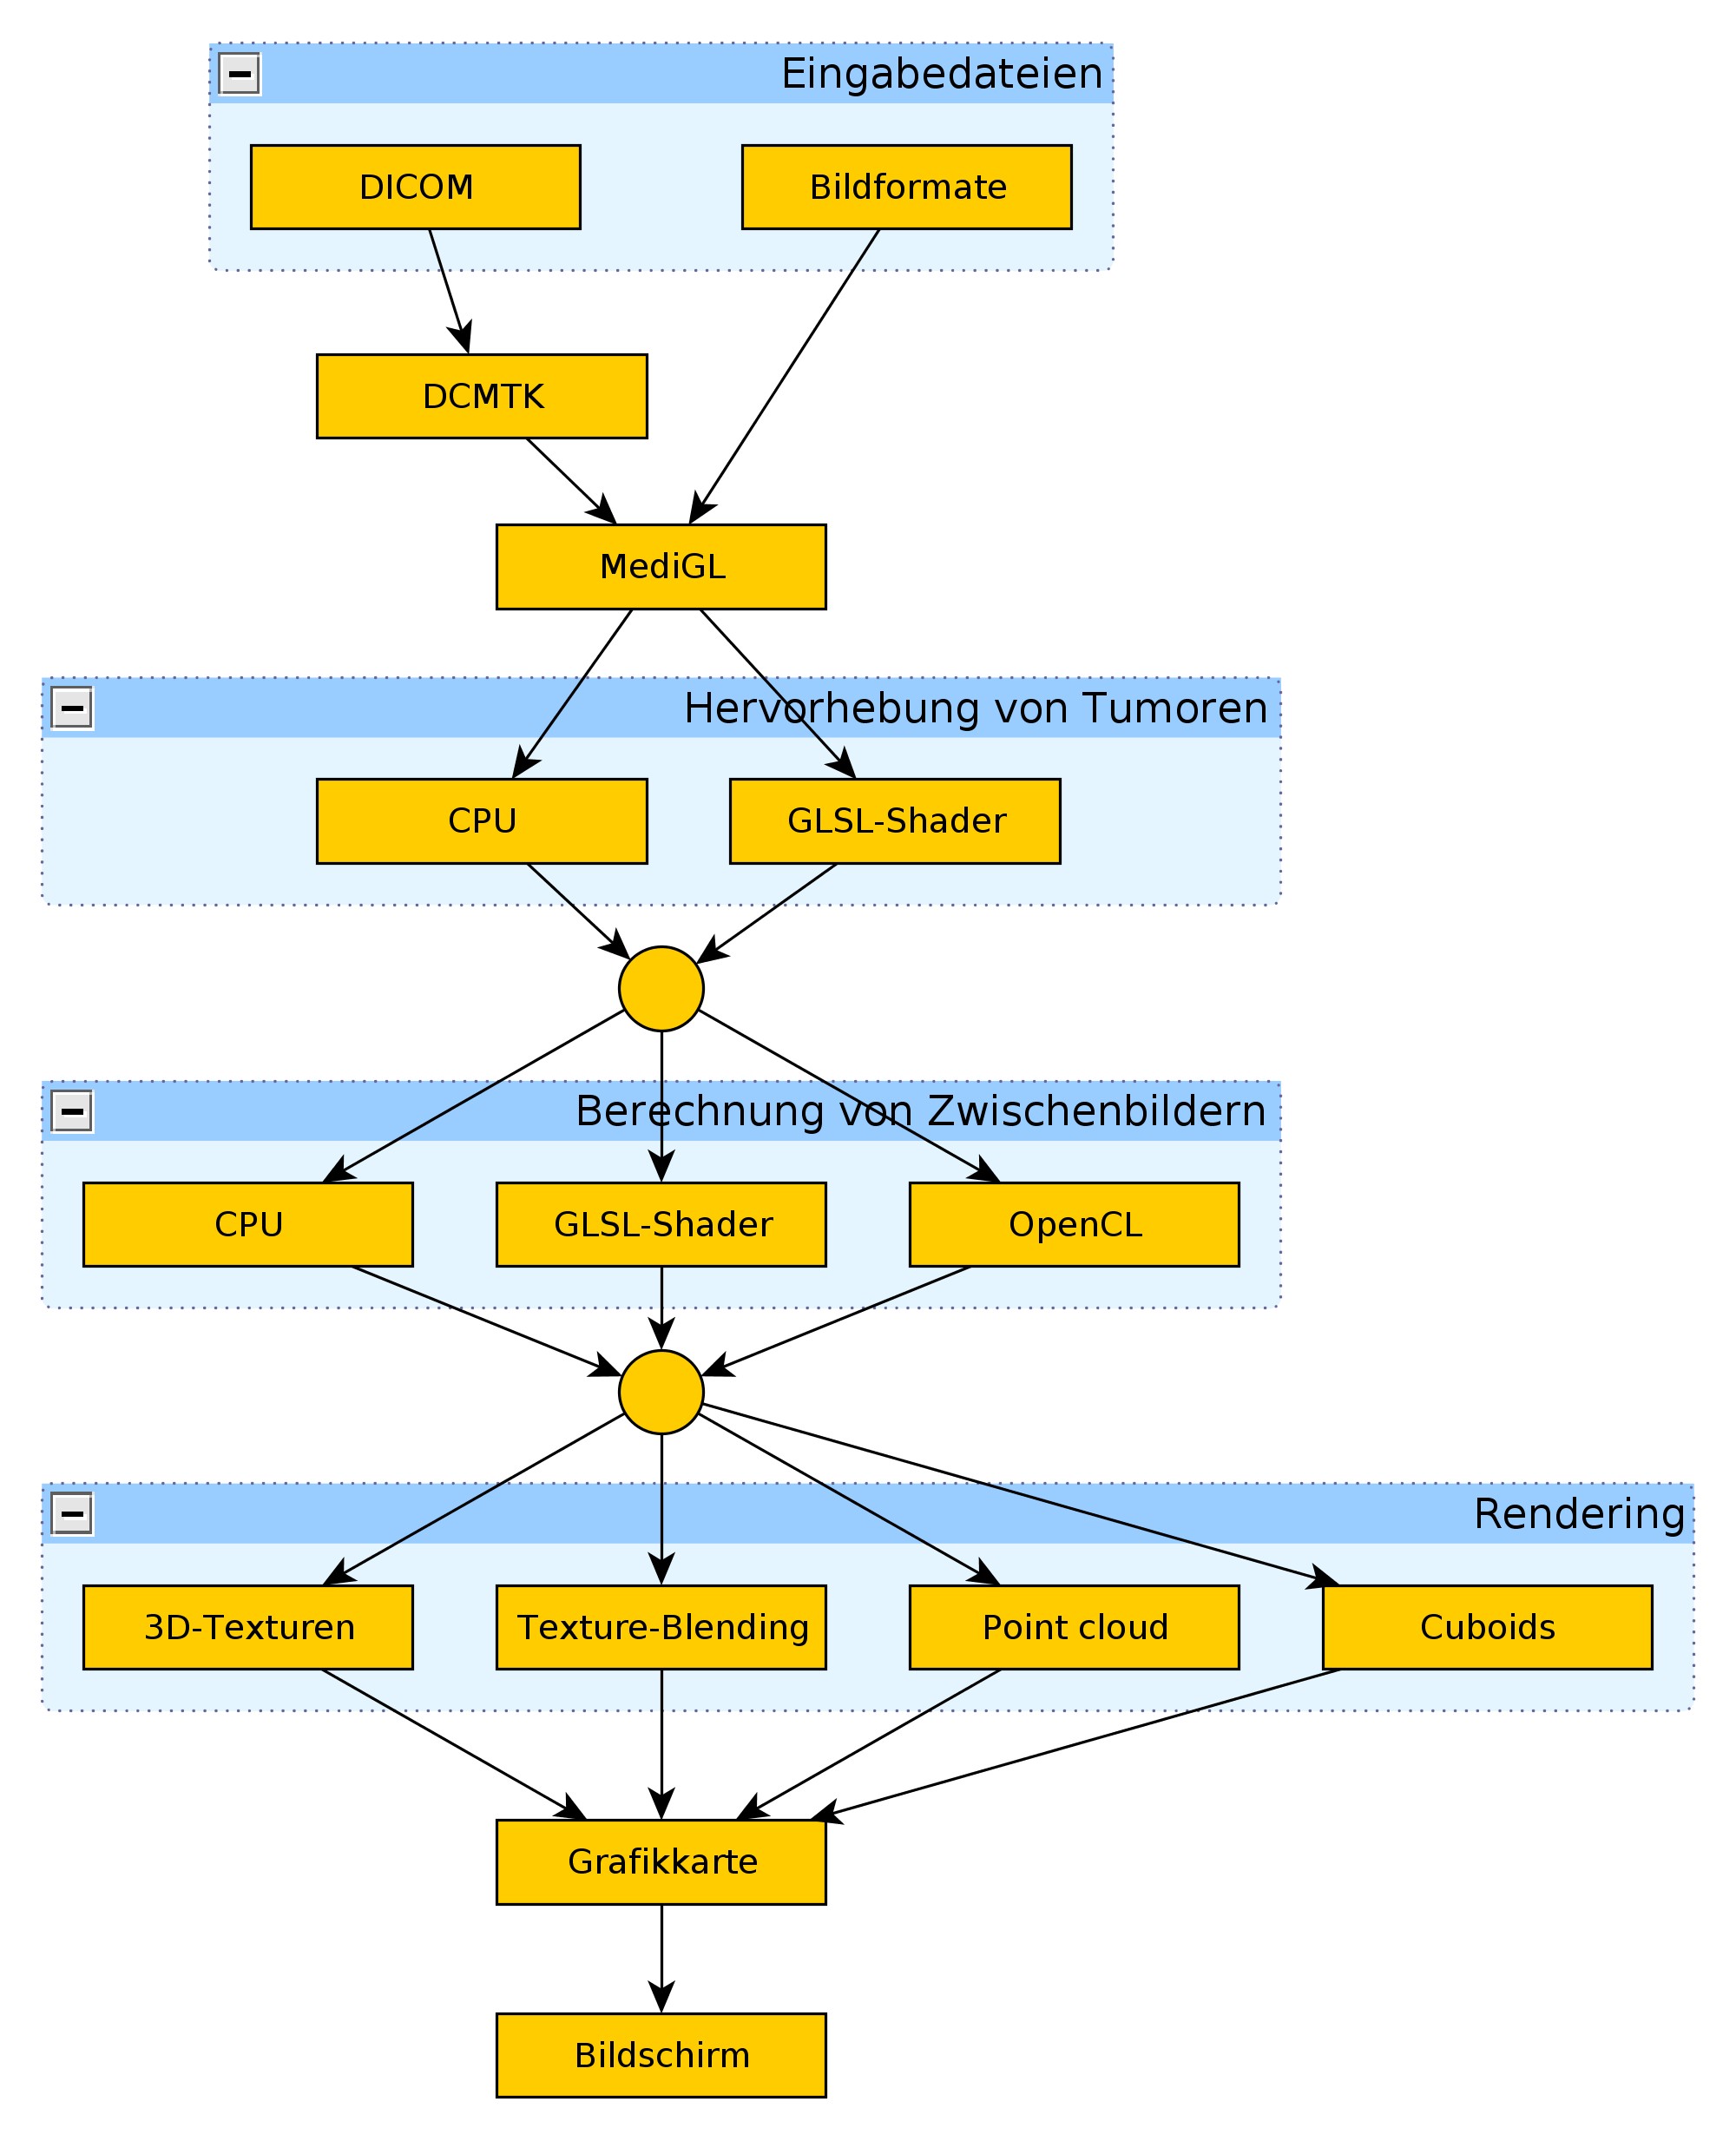 Eingabedateien
DICOM
Bildformate
DCMTK
MediGL
Hervorhebung von Tumoren
CPU
GLSL-Shader
Berechnung von Zwischenbildern
CPU
GLSL-Shader
OpenCL
Rendering
3D-Texturen
Texture-Blending
Point cloud
Cuboids
Grafikkarte
Bildschirm